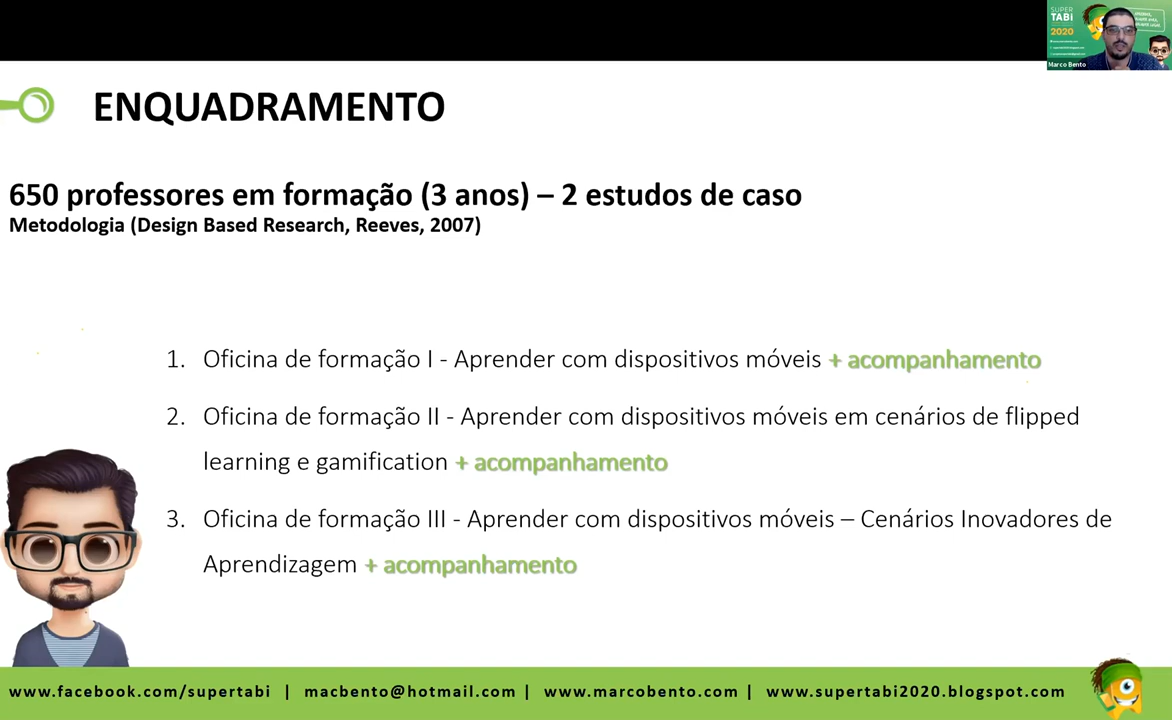 SUPER
TABi
2020
Marco Bento
ENQUADRAMENTO
650 professores em formação (3 anos) – 2 estudos de caso
Metodologia (Design Based Research, Reeves, 2007)
1. Oficina de formação I - Aprender com dispositivos móveis + acompanhamento
2. Oficina de formação II - Aprender com dispositivos móveis em cenários de flipped
learning e gamification + acompanhamento
3. Oficina de formação III - Aprender com dispositivos móveis – Cenários Inovadores de
Aprendizagem + acompanhamento
www.facebook.com/supertabi | macbento@hotmail.com | www.marcobento.com | www.supertabi2020.blogspot.com